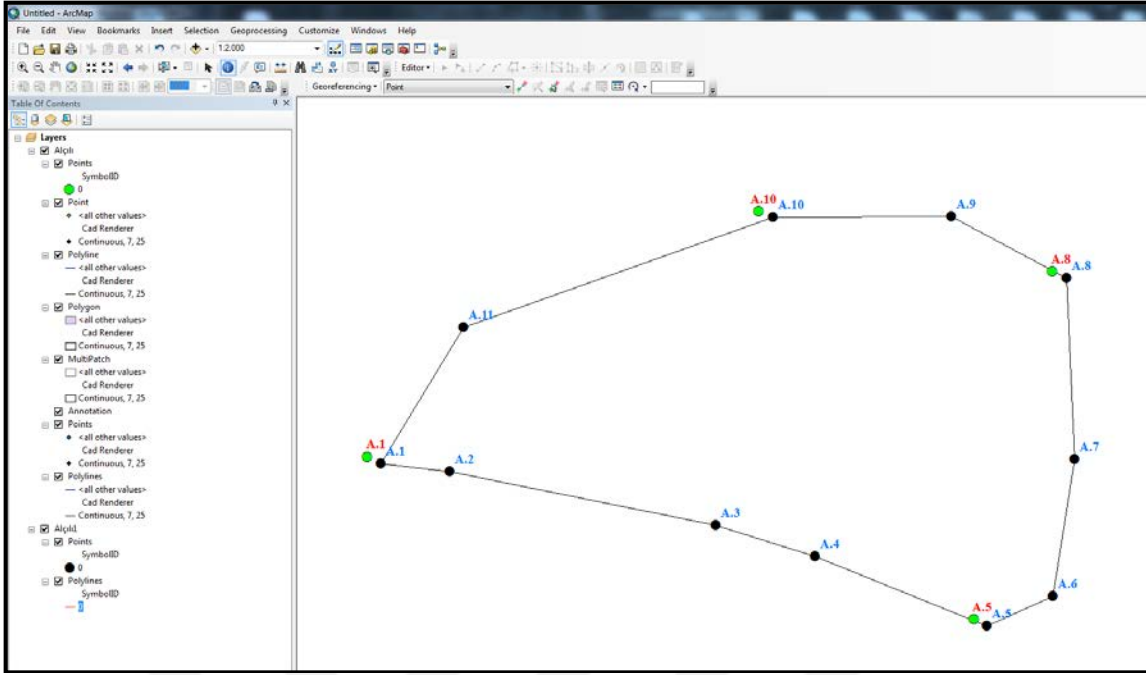 Untitled - ArcMap
File Edit View Bookmarks Insert Selection Geoprocessing Customize Windows Help
1:2.000
Editor
Georeferencing Point
Table Of Contents
Layers
Alçılı
Points
SymbolID
0
Point
<all other values>
Cad Renderer
Continuous, 7, 25
Polyline
<all other values>
Cad Renderer
Continuous, 7, 25
Polygon
<all other values>
Cad Renderer
Continuous, 7, 25
MultiPatch
<all other values>
Cad Renderer
Continuous, 7, 25
Annotation
Points
<all other values>
Cad Renderer
Continuous, 7, 25
Polylines
<all other values>
Cad Renderer
Continuous, 7, 25
Alçılı1
Points
SymbolID
0
Polylines
SymbolID
0
A.10
A.10
A.9
A.8
A.8
A.11
A.1
A.1
A.2
A.7
A.3
A.4
A.6
A.5
A.5